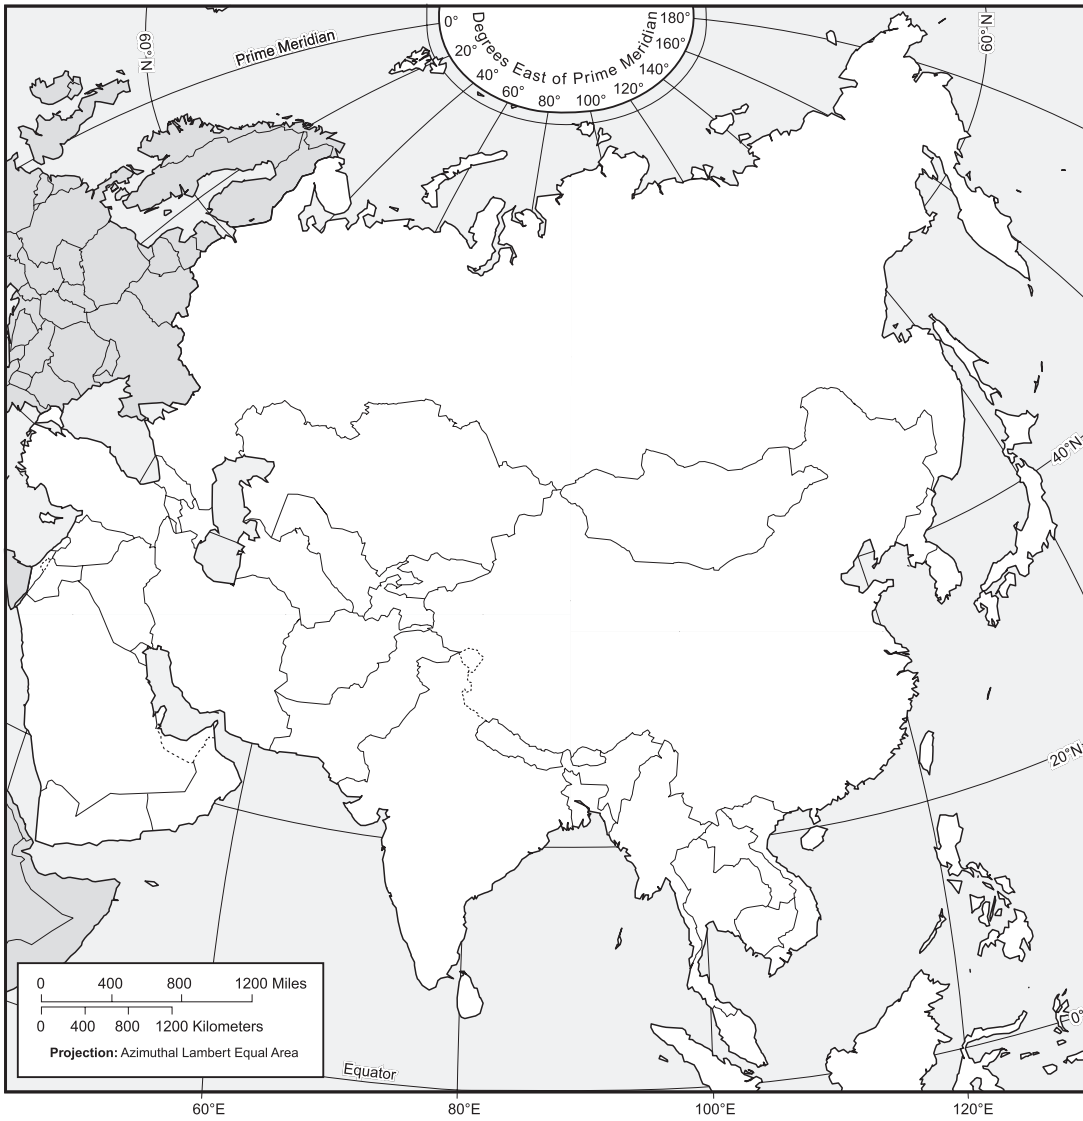 60°N
Prime Meridian
0°
20°
40°
60°
80°
100°
120°
140°
160°
180°
Degrees East of Prime Meridian
60°N
40°N
20°N
0°
0 400 800 1200 Miles
0 400 800 1200 Kilometers
Projection: Azimuthal Lambert Equal Area
Equator
60°E
80°E
100°E
120°E